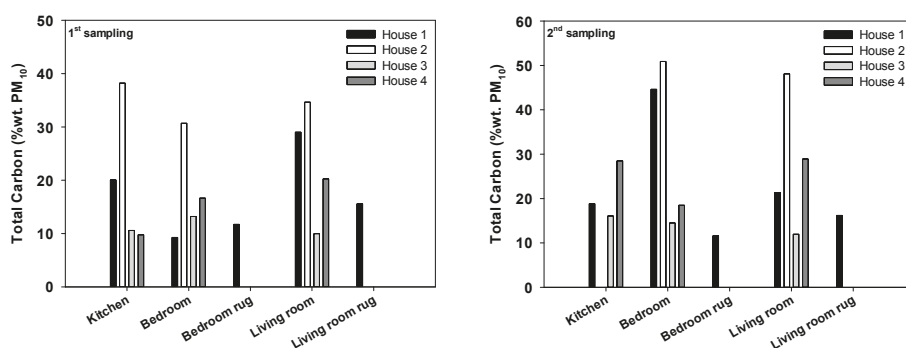 1st sampling
House 1
House 2
House 3
House 4
Total Carbon (%wt. PM10)
50
40
30
20
10
0
Kitchen
Bedroom
Bedroom rug
Living room
Living room rug
2nd sampling
House 1
House 2
House 3
House 4
Total Carbon (%wt. PM10)
60
50
40
30
20
10
0
Kitchen
Bedroom
Bedroom rug
Living room
Living room rug